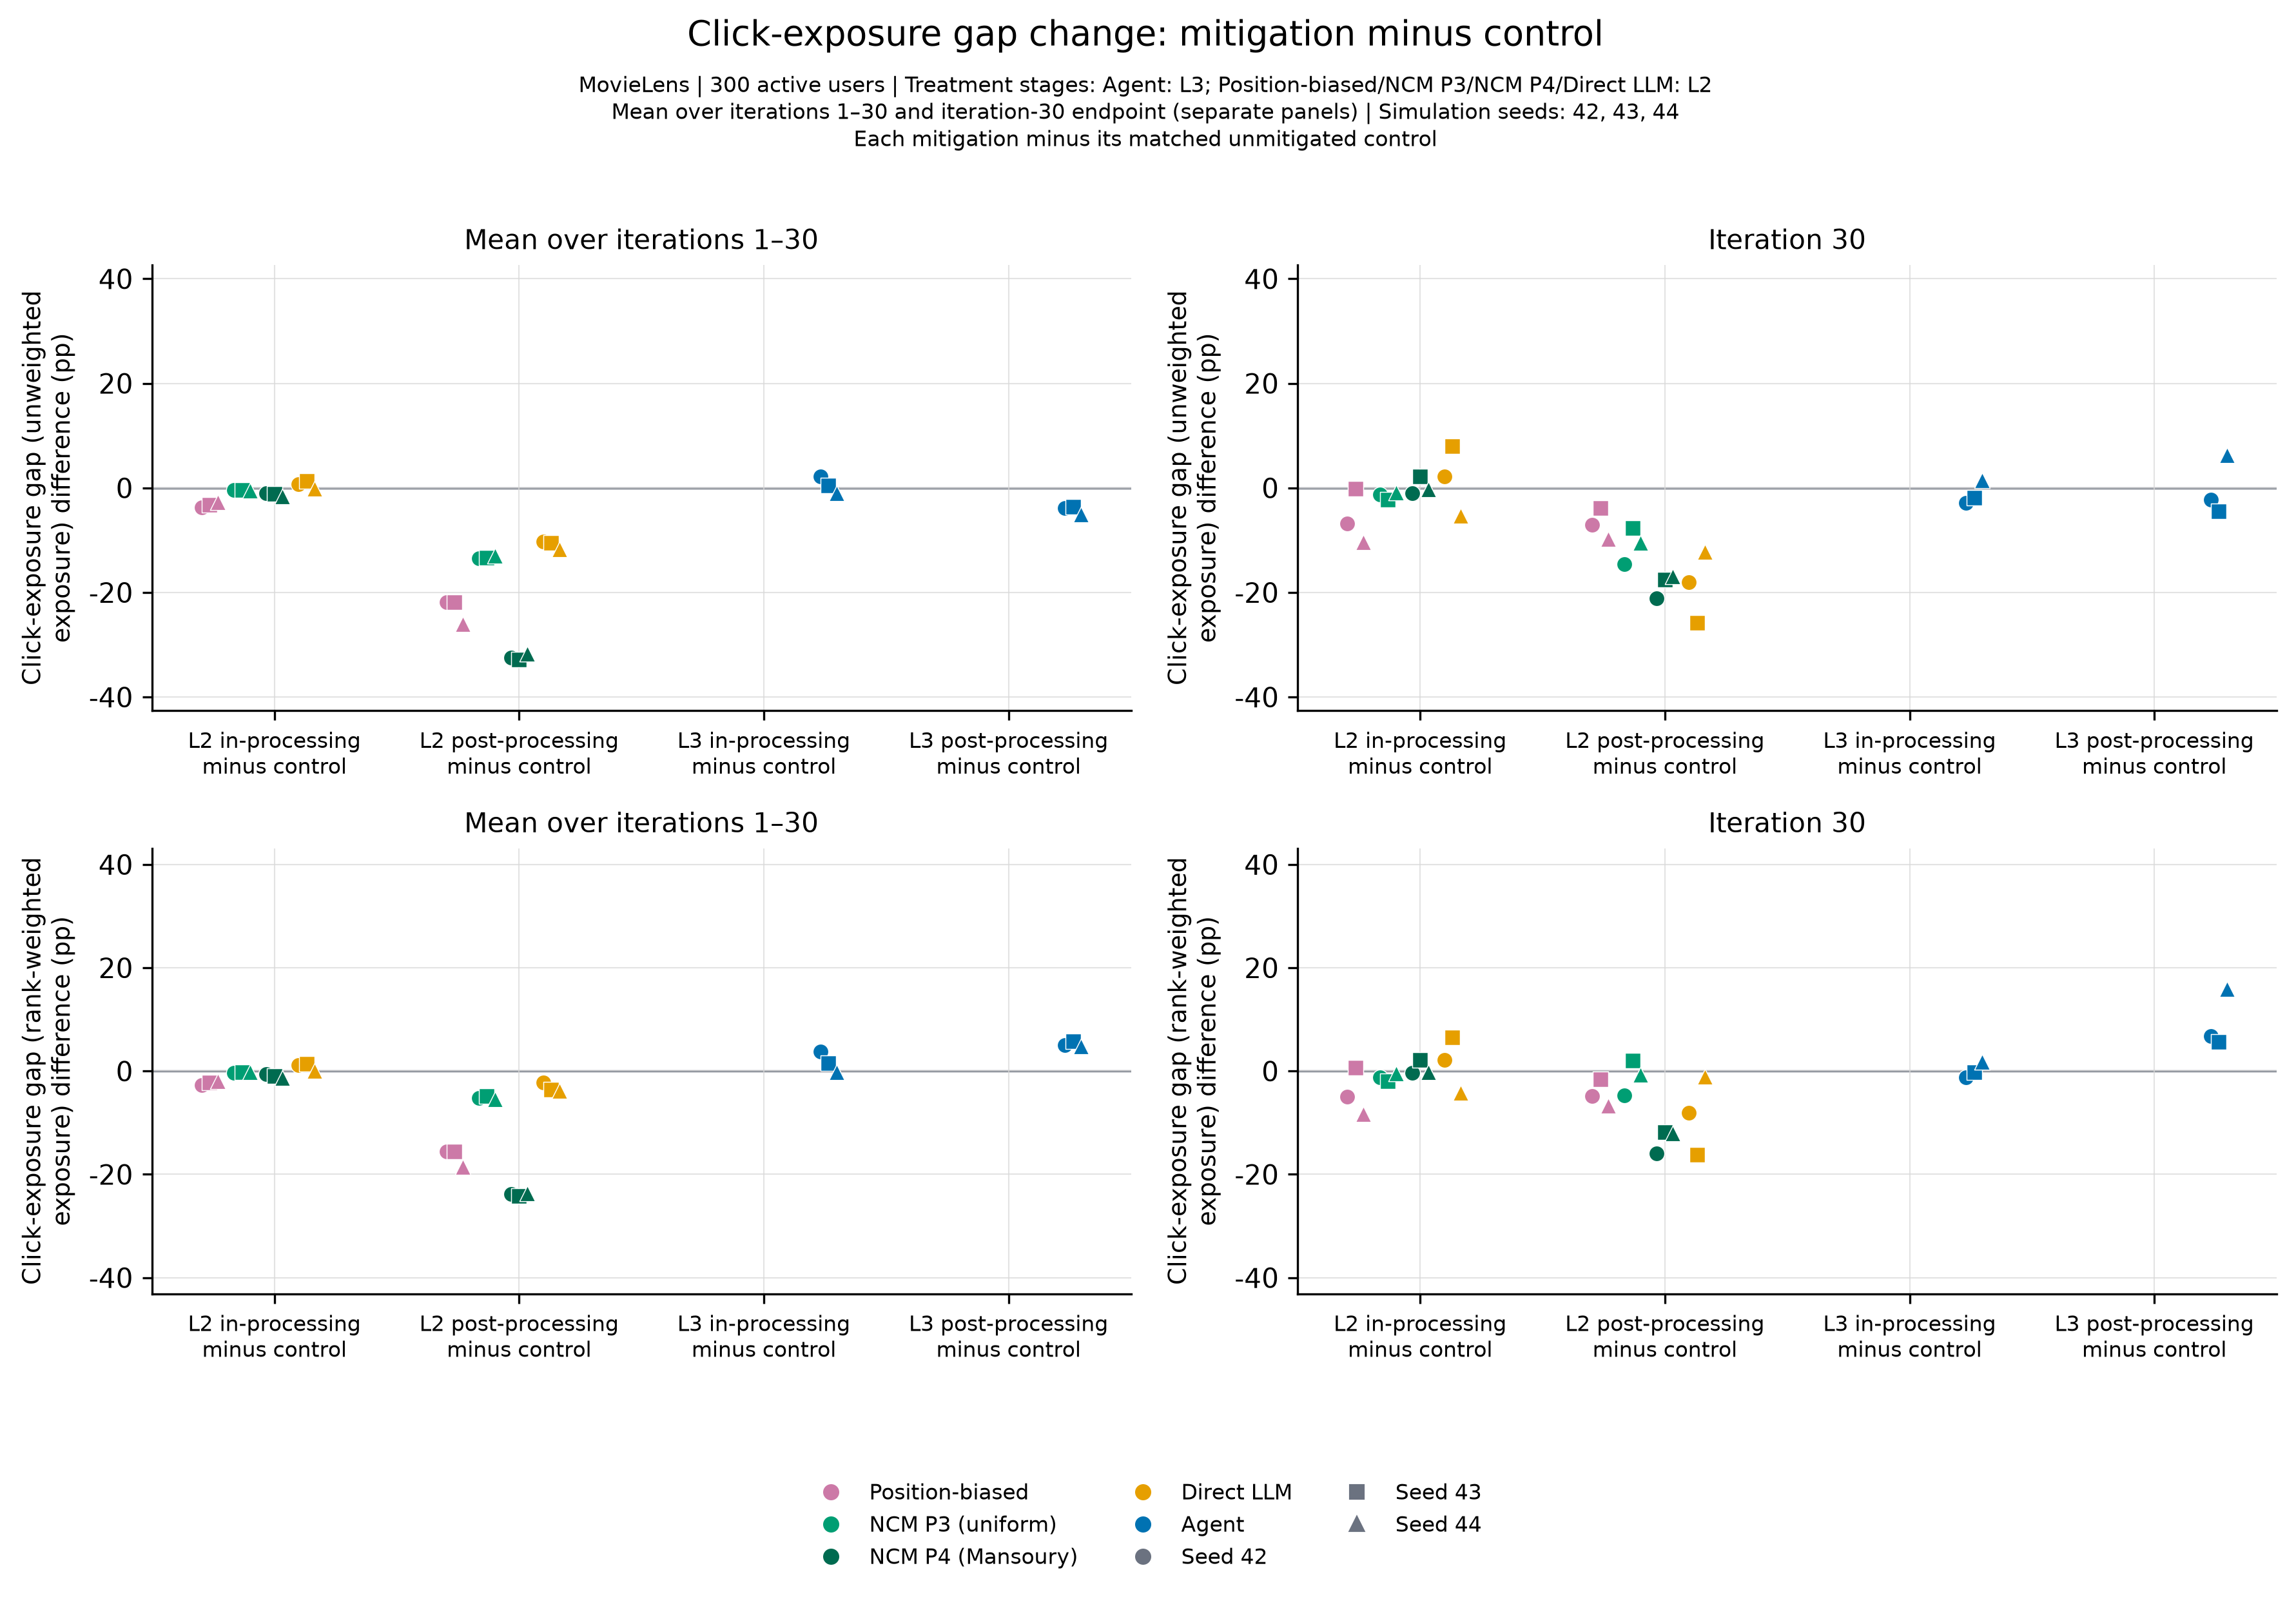 Click-exposure gap change: mitigation minus control
MovieLens | 300 active users | Treatment stages: Agent: L3; Position-biased/NCM P3/NCM P4/Direct LLM: L2
Mean over iterations 1–30 and iteration-30 endpoint (separate panels) | Simulation seeds: 42, 43, 44
Each mitigation minus its matched unmitigated control
Mean over iterations 1–30
Click-exposure gap (unweighted
exposure) difference (pp)
40
20
0
-20
-40
L2 in-processing
minus control
L2 post-processing
minus control
L3 in-processing
minus control
L3 post-processing
minus control
Iteration 30
Click-exposure gap (unweighted
exposure) difference (pp)
40
20
0
-20
-40
L2 in-processing
minus control
L2 post-processing
minus control
L3 in-processing
minus control
L3 post-processing
minus control
Mean over iterations 1–30
Click-exposure gap (rank-weighted
exposure) difference (pp)
40
20
0
-20
-40
L2 in-processing
minus control
L2 post-processing
minus control
L3 in-processing
minus control
L3 post-processing
minus control
Iteration 30
Click-exposure gap (rank-weighted
exposure) difference (pp)
40
20
0
-20
-40
L2 in-processing
minus control
L2 post-processing
minus control
L3 in-processing
minus control
L3 post-processing
minus control
Position-biased
NCM P3 (uniform)
NCM P4 (Mansoury)
Direct LLM
Agent
Seed 42
Seed 43
Seed 44